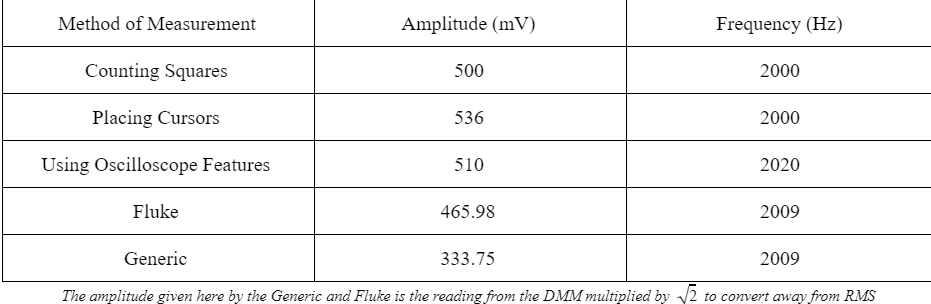 Method of Measurement Amplitude (mV) Frequency (Hz)
Counting Squares 500 2000
Placing Cursors 536 2000
Using Oscilloscope Features 510 2020
Fluke 465.98 2009
Generic 333.75 2009
The amplitude given here by the Generic and Fluke is the reading from the DMM multiplied by √2 to convert away from RMS